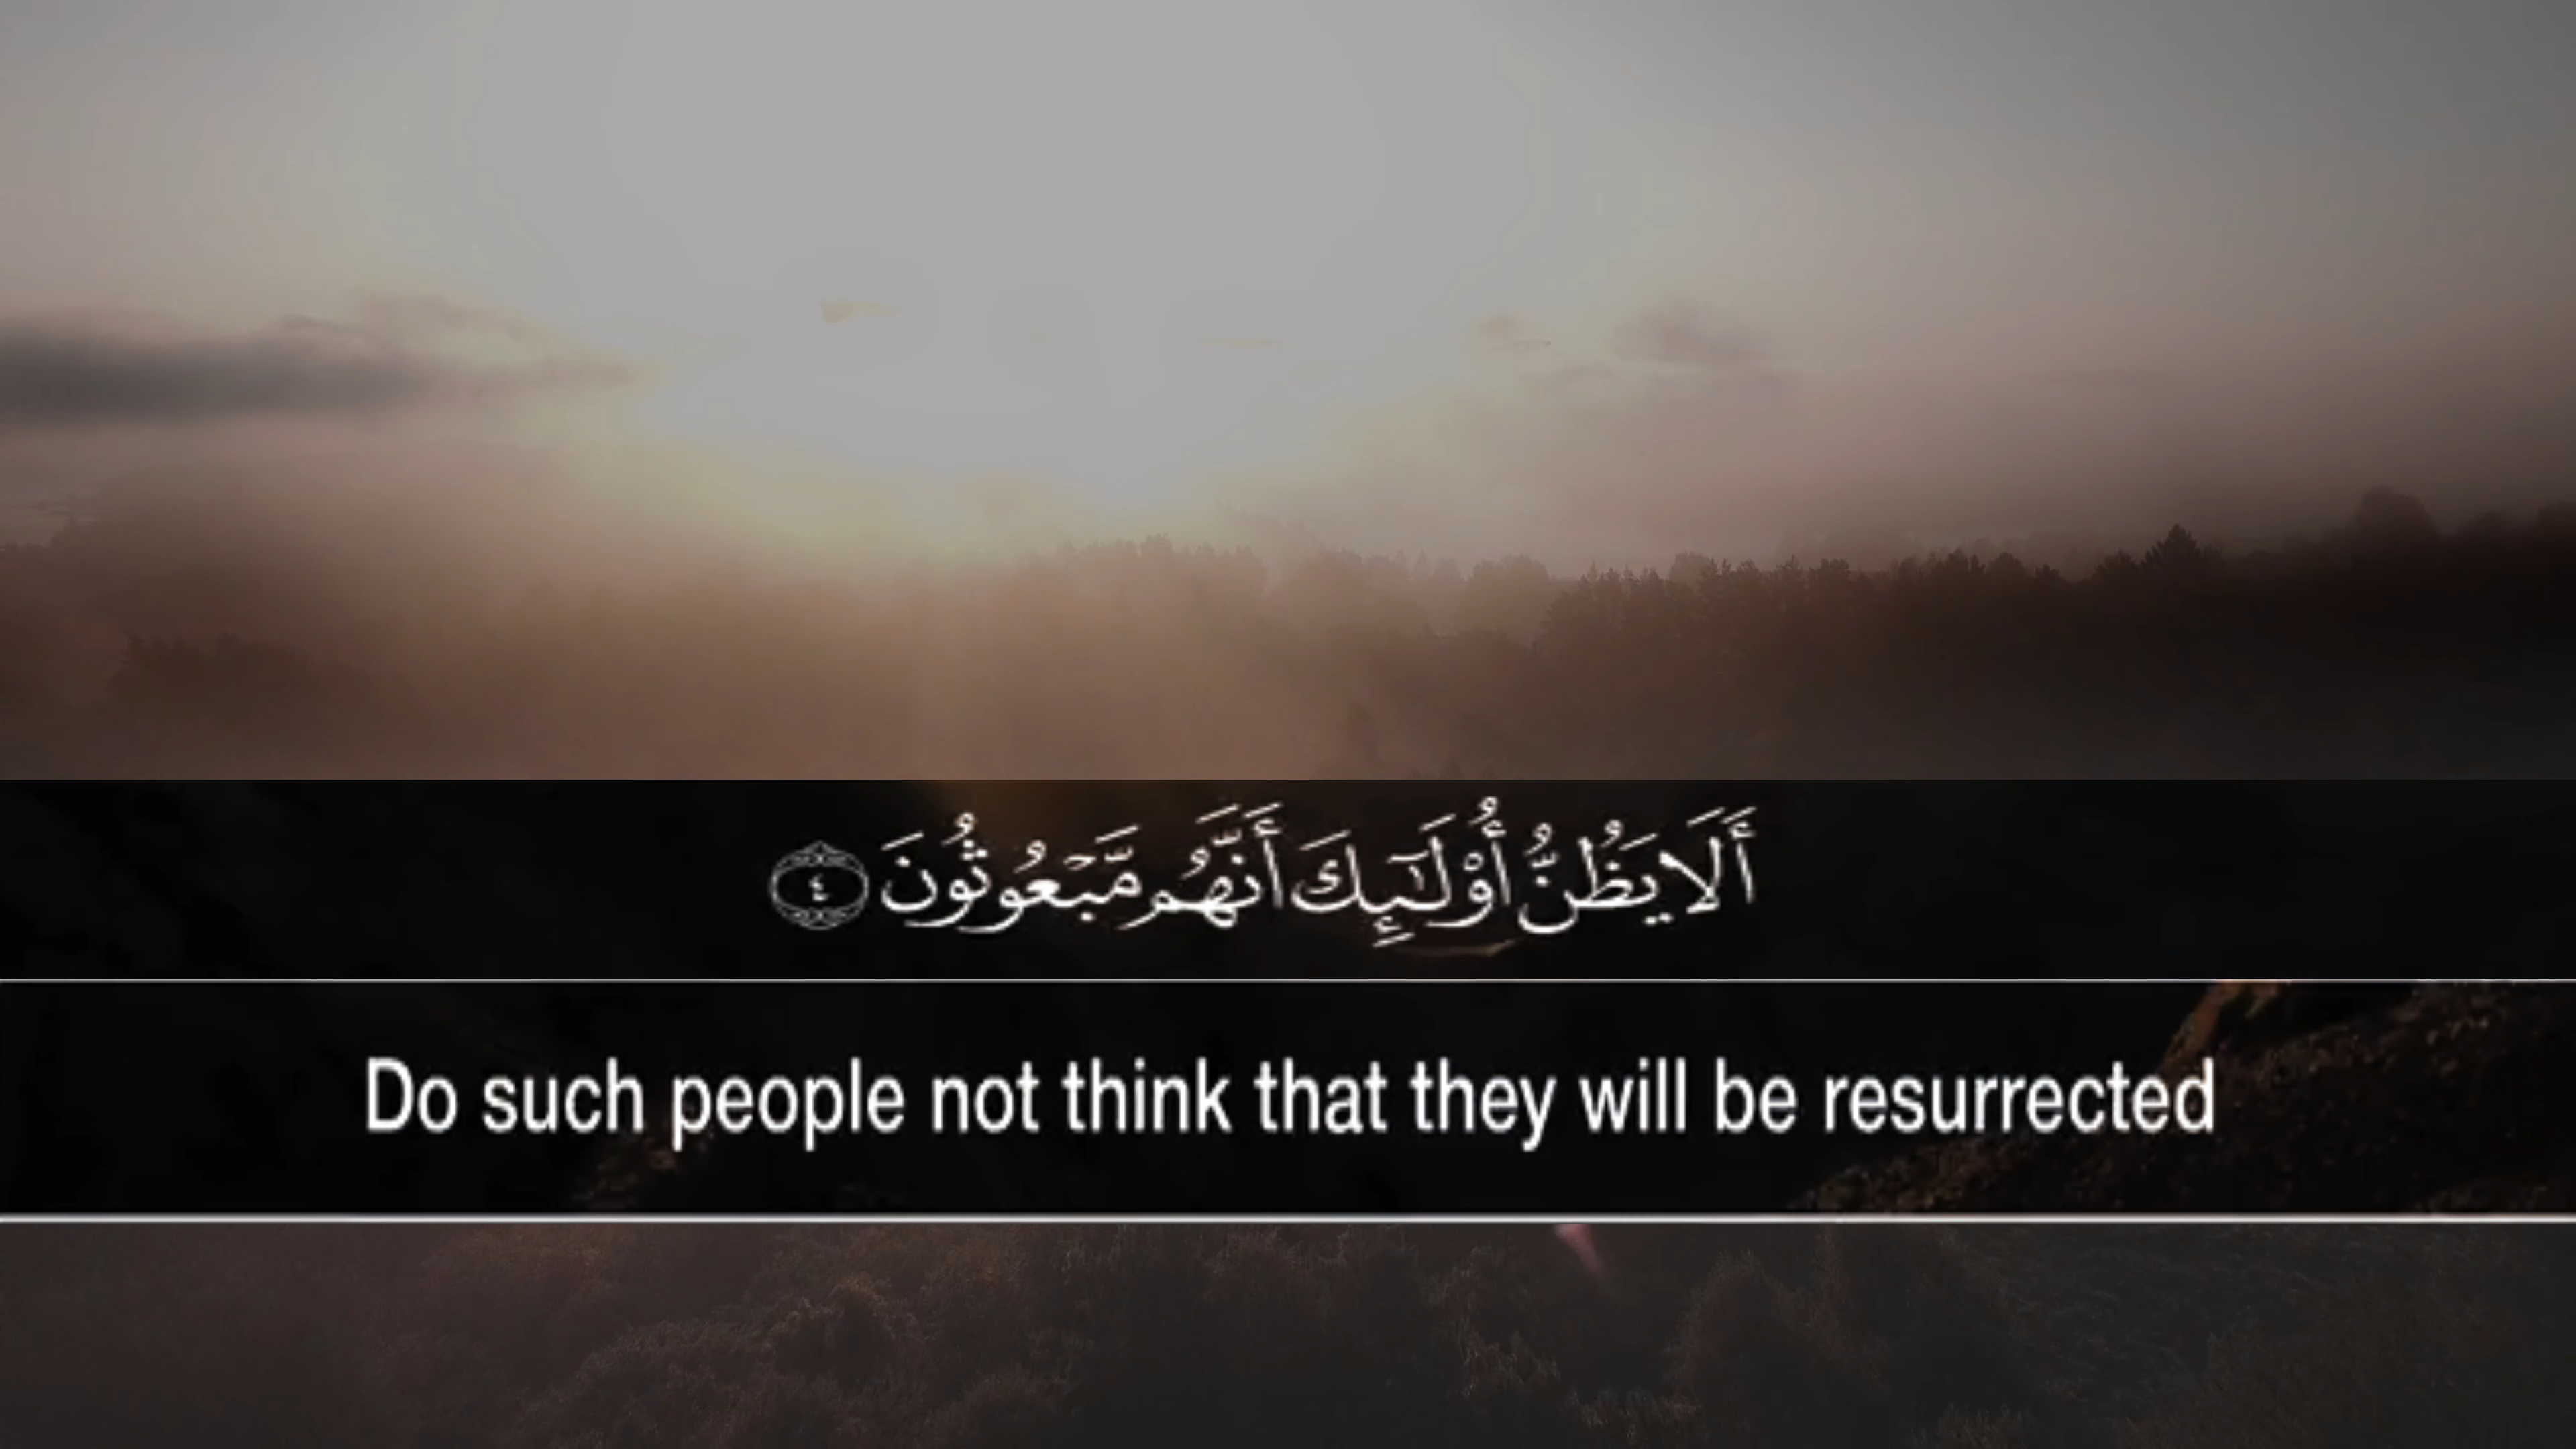 أَلَا يَظُنُّ أُوْلَٰٓئِكَ أَنَّهُم مَّبۡعُوثُونَ ٤
Do such people not think that they will be resurrected